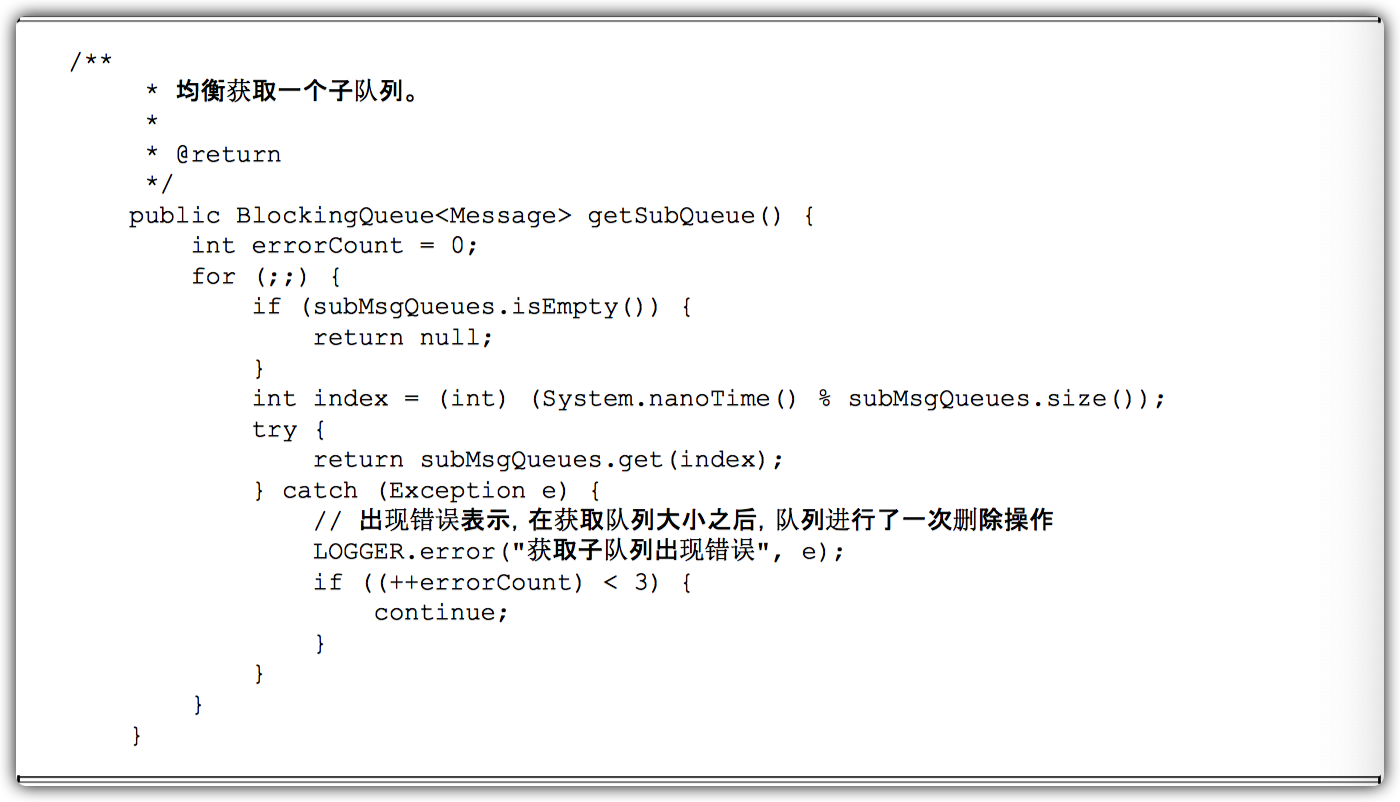 /**
* 均衡获取一个子队列。
*
* @return
*/
public BlockingQueue<Message> getSubQueue() {
int errorCount = 0;
for (;;) {
if (subMsgQueues.isEmpty()) {
return null;
}
int index = (int) (System.nanoTime() % subMsgQueues.size());
try {
return subMsgQueues.get(index);
} catch (Exception e) {
// 出现错误表示, 在获取队列大小之后, 队列进行了一次删除操作
LOGGER.error("获取子队列出现错误", e);
if ((++errorCount) < 3) {
continue;
}
}
}
}